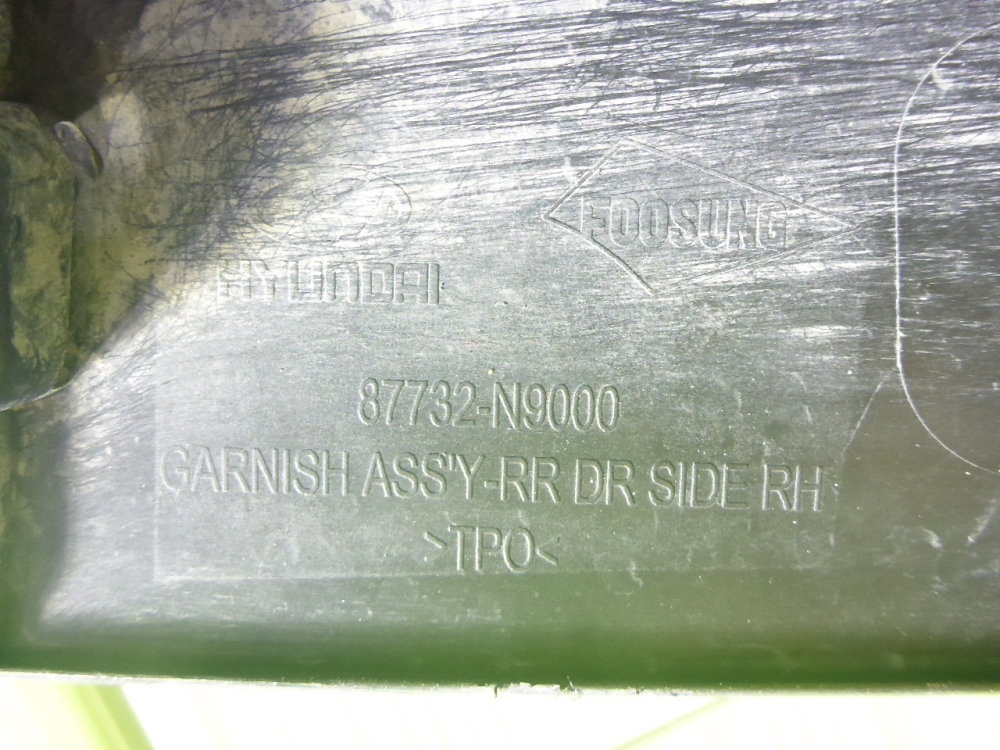 FOOSUNG
HYUNDAI
87732-N9000
GARNISH ASS'Y-RR DR SIDE RH
>TPO<